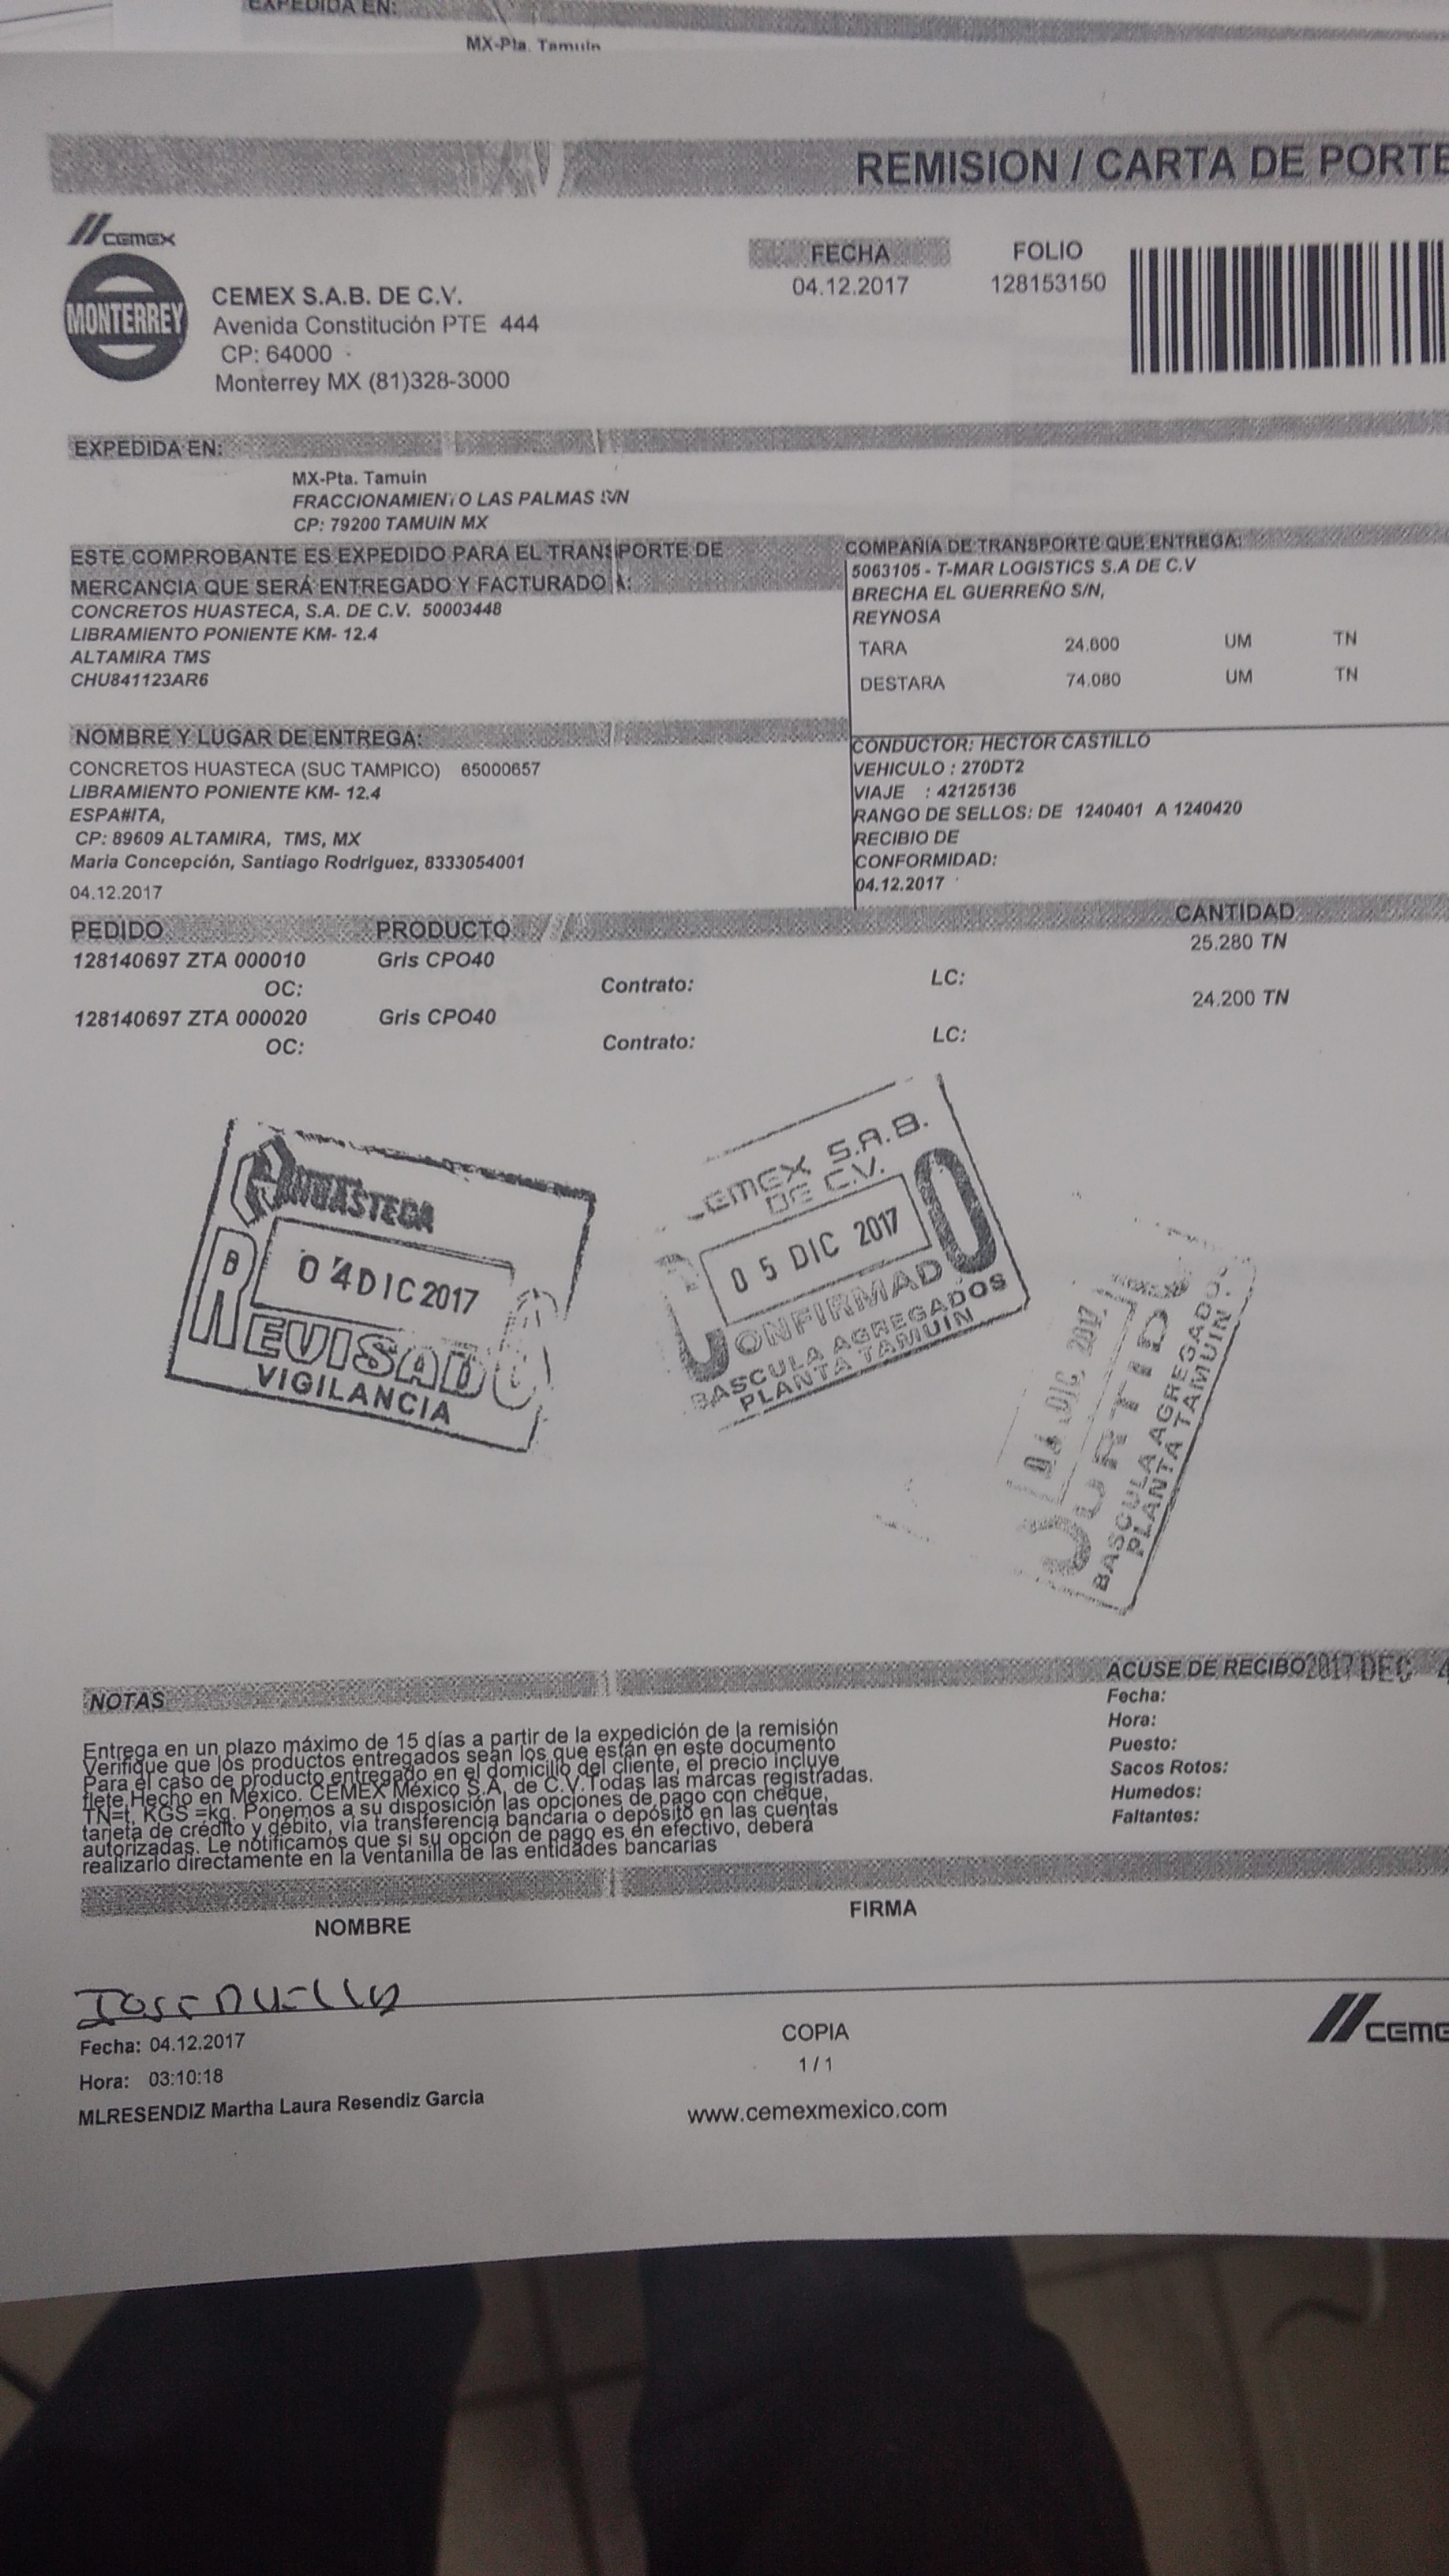 EXPEDIDA EN:
MX-Pta. Tamuin
REMISION / CARTA DE PORTE
CEMEX
MONTERREY
CEMEX S.A.B. DE C.V.
Avenida Constitución PTE 444
CP: 64000
Monterrey MX (81)328-3000
FECHA
04.12.2017
FOLIO
128153150
EXPEDIDA EN:
MX-Pta. Tamuin
FRACCIONAMIENTO LAS PALMAS S/N
CP: 79200 TAMUIN MX
ESTE COMPROBANTE ES EXPEDIDO PARA EL TRANSPORTE DE
MERCANCIA QUE SERÁ ENTREGADO Y FACTURADO A:
CONCRETOS HUASTECA, S.A. DE C.V. 50003448
LIBRAMIENTO PONIENTE KM- 12.4
ALTAMIRA TMS
CHU841123AR6
COMPAÑIA DE TRANSPORTE QUE ENTREGA:
5063105 - T-MAR LOGISTICS S.A DE C.V
BRECHA EL GUERREÑO S/N,
REYNOSA
TARA 24.600 UM TN
DESTARA 74.080 UM TN
NOMBRE Y LUGAR DE ENTREGA:
CONCRETOS HUASTECA (SUC TAMPICO) 65000657
LIBRAMIENTO PONIENTE KM- 12.4
ESPA#ITA,
CP: 89609 ALTAMIRA, TMS, MX
Maria Concepción, Santiago Rodriguez, 8333054001
04.12.2017
CONDUCTOR: HECTOR CASTILLO
VEHICULO : 270DT2
VIAJE : 42125136
RANGO DE SELLOS: DE 1240401 A 1240420
RECIBIO DE
CONFORMIDAD:
04.12.2017
PEDIDO PRODUCTO CANTIDAD
128140697 ZTA 000010 Gris CPO40 25.280 TN
OC: Contrato: LC:
128140697 ZTA 000020 Gris CPO40 24.200 TN
OC: Contrato: LC:
HUASTECA
04 DIC 2017
REVISADO
VIGILANCIA
CEMEX S.A.B.
DE C.V.
05 DIC 2017
CONFIRMADO
BASCULA AGREGADOS
PLANTA TAMUIN
DIC 2017
SURTIDO
BASCULA AGREGADOS
PLANTA TAMUIN
NOTAS
Entrega en un plazo máximo de 15 días a partir de la expedición de la remisión
Verifique que los productos entregados sean los que están en este documento
Para el caso de producto entregado en el domicilio del cliente, el precio incluye
flete.Hecho en México. CEMEX México S.A. de C.V.Todas las marcas registradas.
TN=t, KGS =kg. Ponemos a su disposición las opciones de pago con cheque,
tarjeta de crédito y débito, vía transferencia bancaria o depósito en las cuentas
autorizadas. Le notificamos que si su opción de pago es en efectivo, deberá
realizarlo directamente en la ventanilla de las entidades bancarias
ACUSE DE RECIBO 2017 DEC 4
Fecha:
Hora:
Puesto:
Sacos Rotos:
Humedos:
Faltantes:
NOMBRE
FIRMA
Fecha: 04.12.2017
Hora: 03:10:18
MLRESENDIZ Martha Laura Resendiz Garcia
COPIA
1 / 1
www.cemexmexico.com
CEME